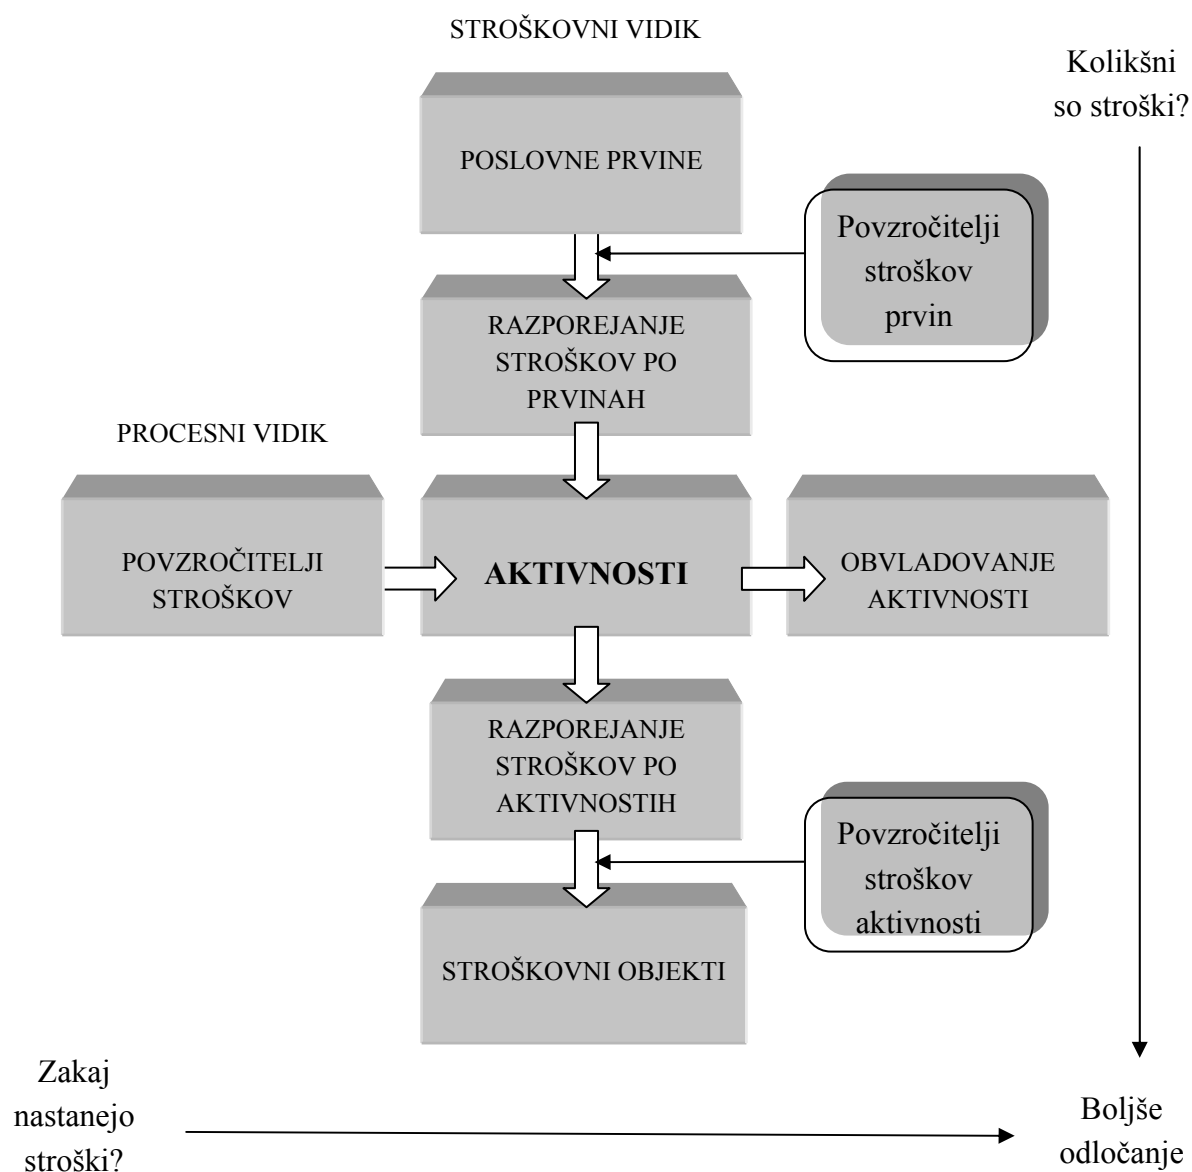 STROŠKOVNI VIDIK
Kolikšni
so stroški?
POSLOVNE PRVINE
Povzročitelji
stroškov
prvin
RAZPOREJANJE
STROŠKOV PO
PRVINAH
PROCESNI VIDIK
POVZROČITELJI
STROŠKOV
AKTIVNOSTI
OBVLADOVANJE
AKTIVNOSTI
RAZPOREJANJE
STROŠKOV PO
AKTIVNOSTIH
Povzročitelji
stroškov
aktivnosti
STROŠKOVNI OBJEKTI
Zakaj
nastanejo
stroški?
Boljše
odločanje